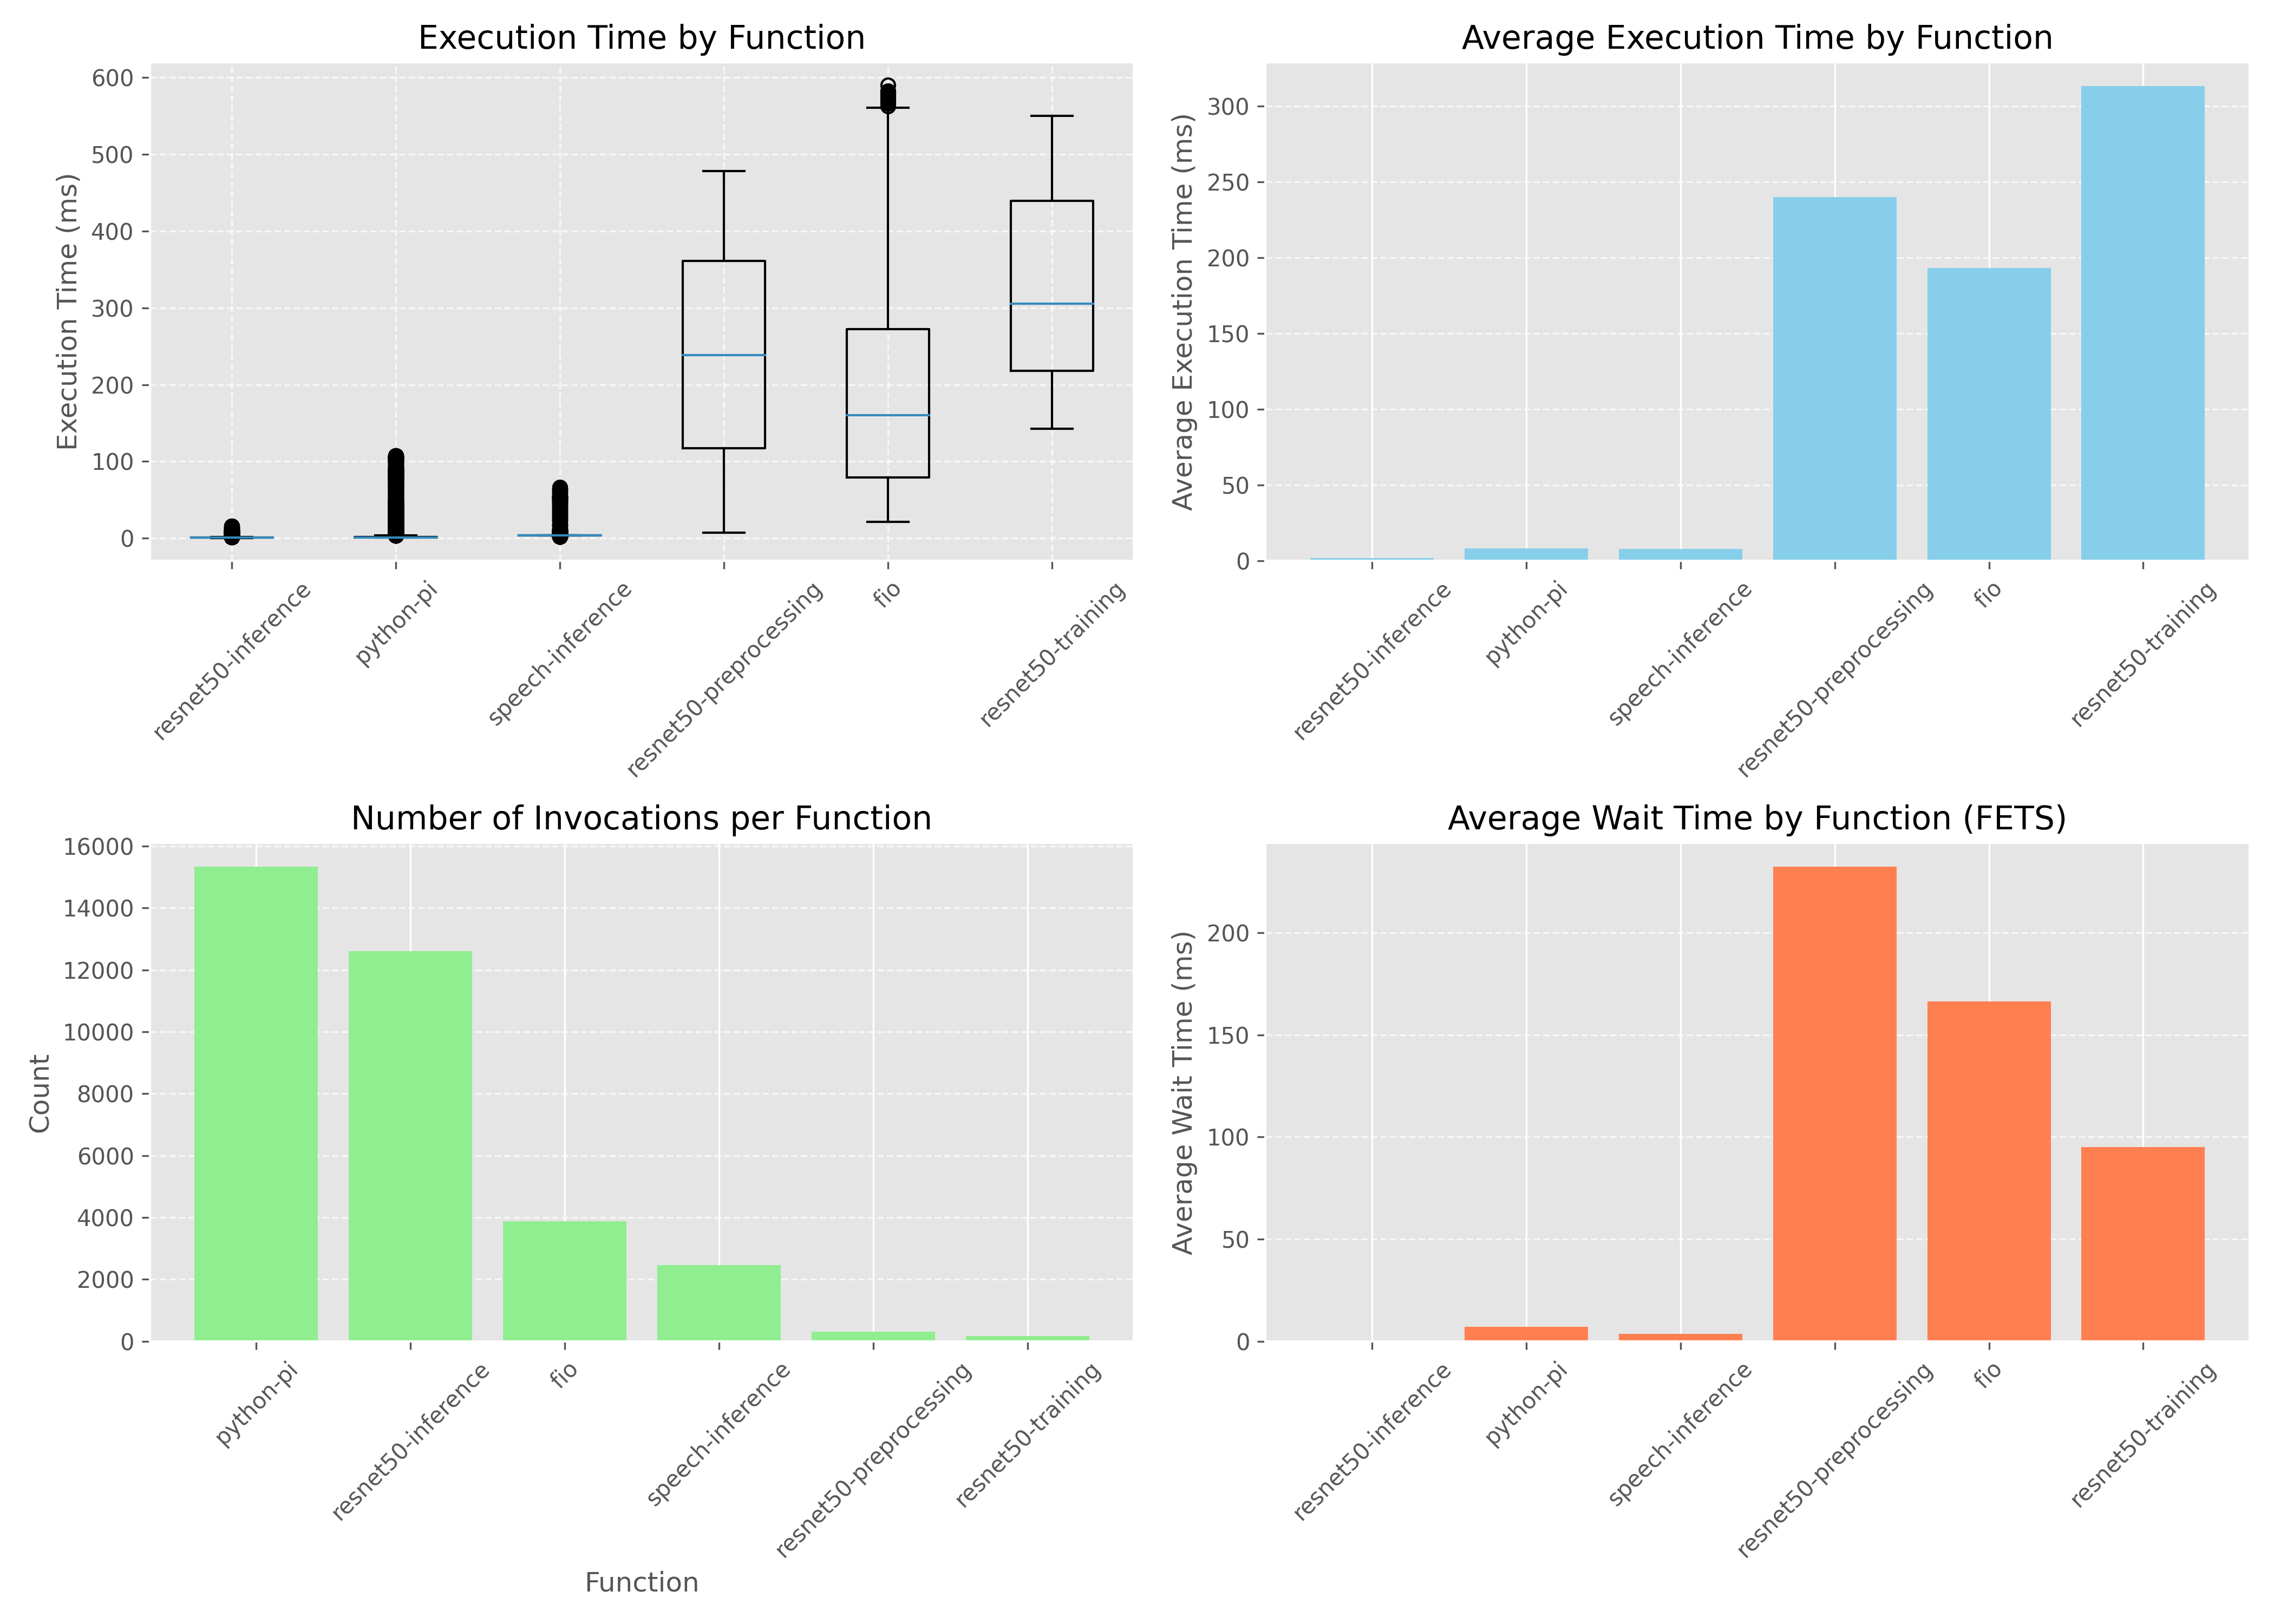 Execution Time by Function
Execution Time (ms)
600
500
400
300
200
100
0
resnet50-inference
python-pi
speech-inference
resnet50-preprocessing
fio
resnet50-training
Average Execution Time by Function
Average Execution Time (ms)
300
250
200
150
100
50
0
resnet50-inference
python-pi
speech-inference
resnet50-preprocessing
fio
resnet50-training
Number of Invocations per Function
Count
16000
14000
12000
10000
8000
6000
4000
2000
0
python-pi
resnet50-inference
fio
speech-inference
resnet50-preprocessing
resnet50-training
Function
Average Wait Time by Function (FETS)
Average Wait Time (ms)
200
150
100
50
0
resnet50-inference
python-pi
speech-inference
resnet50-preprocessing
fio
resnet50-training